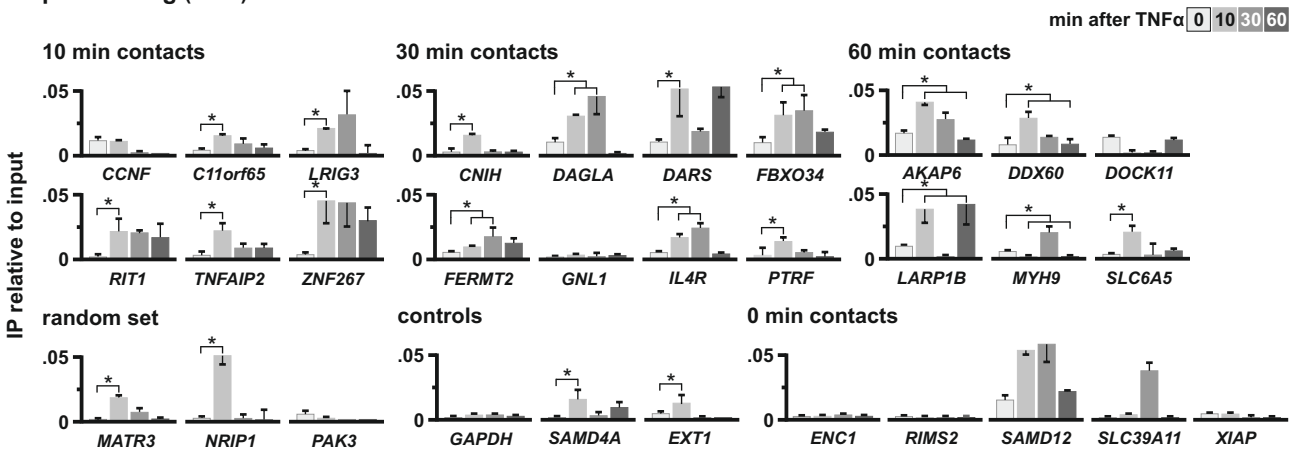 min after TNFα 0 10 30 60
10 min contacts 30 min contacts 60 min contacts
.05 .05 .05
* * * * * * * *
0 0 0
CCNF C11orf65 LRIG3 CNIH DAGLA DARS FBXO34 AKAP6 DDX60 DOCK11
.05 .05 .05
* * * * * * * * *
0 0 0
RIT1 TNFAIP2 ZNF267 FERMT2 GNL1 IL4R PTRF LARP1B MYH9 SLC6A5
IP relative to input
random set controls 0 min contacts
.05 .05 .05
* * * *
0 0 0
MATR3 NRIP1 PAK3 GAPDH SAMD4A EXT1 ENC1 RIMS2 SAMD12 SLC39A11 XIAP